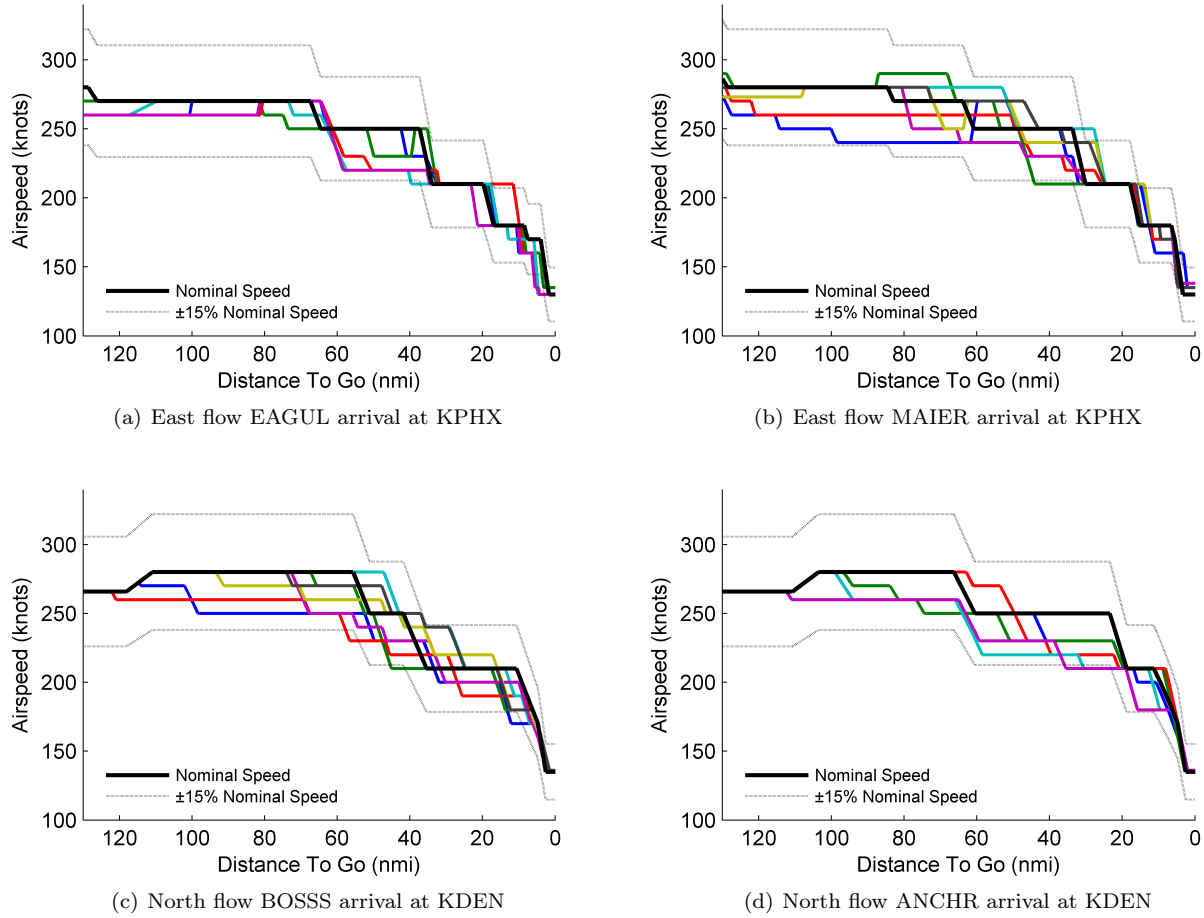 300
250
200
150
100
Airspeed (knots)
Nominal Speed
±15% Nominal Speed
120 100 80 60 40 20 0
Distance To Go (nmi)
(a) East flow EAGUL arrival at KPHX
300
250
200
150
100
Airspeed (knots)
Nominal Speed
±15% Nominal Speed
120 100 80 60 40 20 0
Distance To Go (nmi)
(b) East flow MAIER arrival at KPHX
300
250
200
150
100
Airspeed (knots)
Nominal Speed
±15% Nominal Speed
120 100 80 60 40 20 0
Distance To Go (nmi)
(c) North flow BOSSS arrival at KDEN
300
250
200
150
100
Airspeed (knots)
Nominal Speed
±15% Nominal Speed
120 100 80 60 40 20 0
Distance To Go (nmi)
(d) North flow ANCHR arrival at KDEN